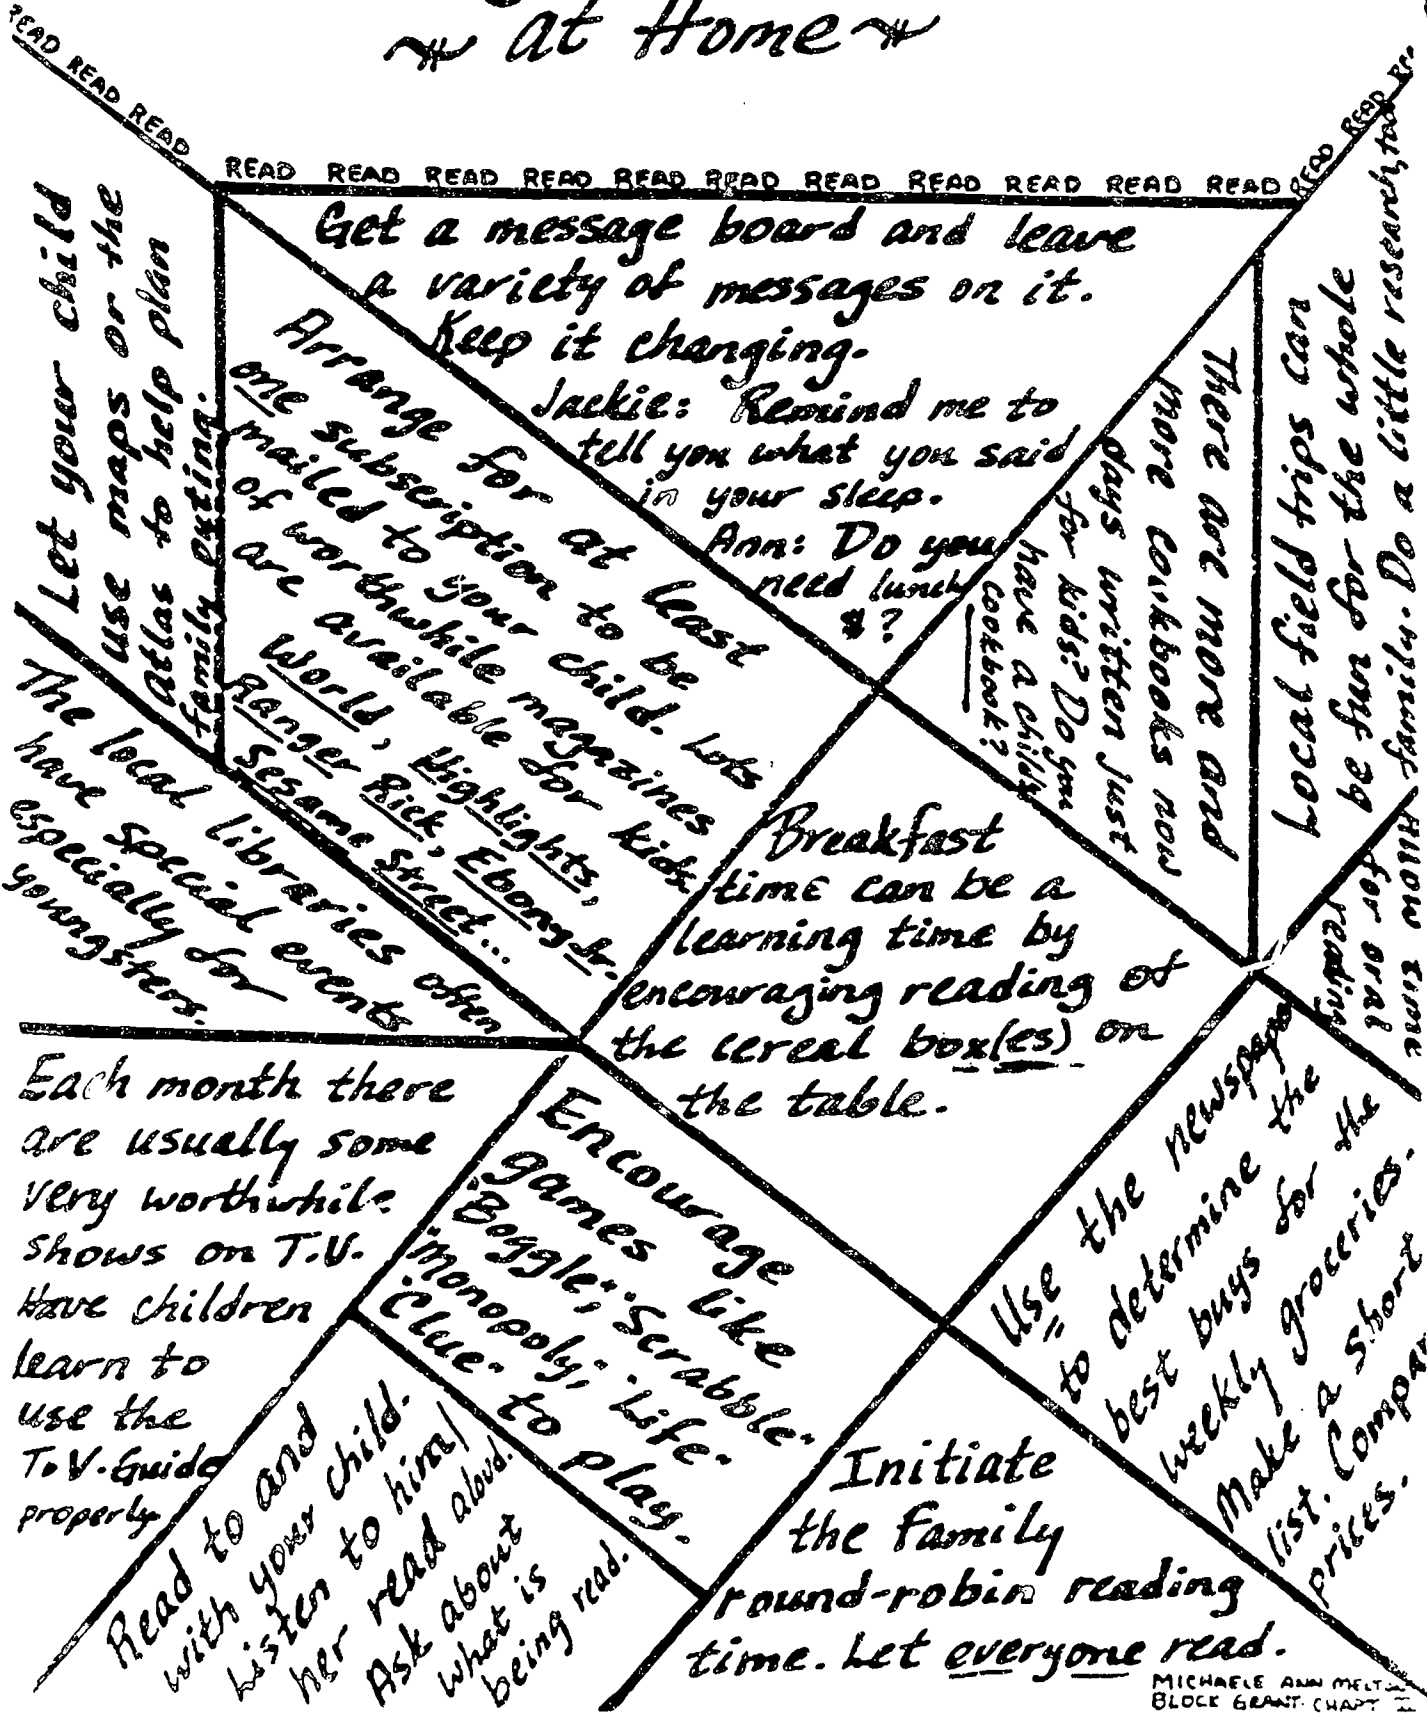 at Home
READ READ READ
READ READ READ READ READ READ READ READ READ READ READ
READ READ
Get a message board and leave
a variety of messages on it.
Keep it changing.
Jackie: Remind me to
tell you what you said
in your sleep.
Ann: Do you
need lunch
$?
Let your child
use maps or the
Atlas to help plan
family outing.
Arrange for at least
one subscription to be
mailed to your child. Lots
of worthwhile magazines
are available for kids.
World, Highlights,
Ranger Rick, Ebony Jr.
Sesame Street...
There are more and
more cookbooks now
days written just
for kids? Do you
have a child's
cookbook?
Local field trips can
be fun for the whole
family. Do a little research, too
The local libraries often
have special events
especially for
youngsters.
Breakfast
time can be a
learning time by
encouraging reading of
the cereal box(es) on
the table.
Allow time
for oral
reading
Each month there
are usually some
very worthwhile
shows on T.V.
Have children
learn to
use the
T.V. Guide
properly.
Encourage
games like
"Boggle," "Scrabble."
"Monopoly," "Life."
"Clue" to play.
Use the newspaper
to determine the
best buys for the
weekly groceries.
Make a short
list. Compare
prices.
Read to and
with your child.
Listen to him/
her read aloud.
Ask about
what is
being read.
Initiate
the family
round-robin reading
time. Let everyone read.
MICHAELE ANN MELTON
BLOCK GRANT. CHAPT II